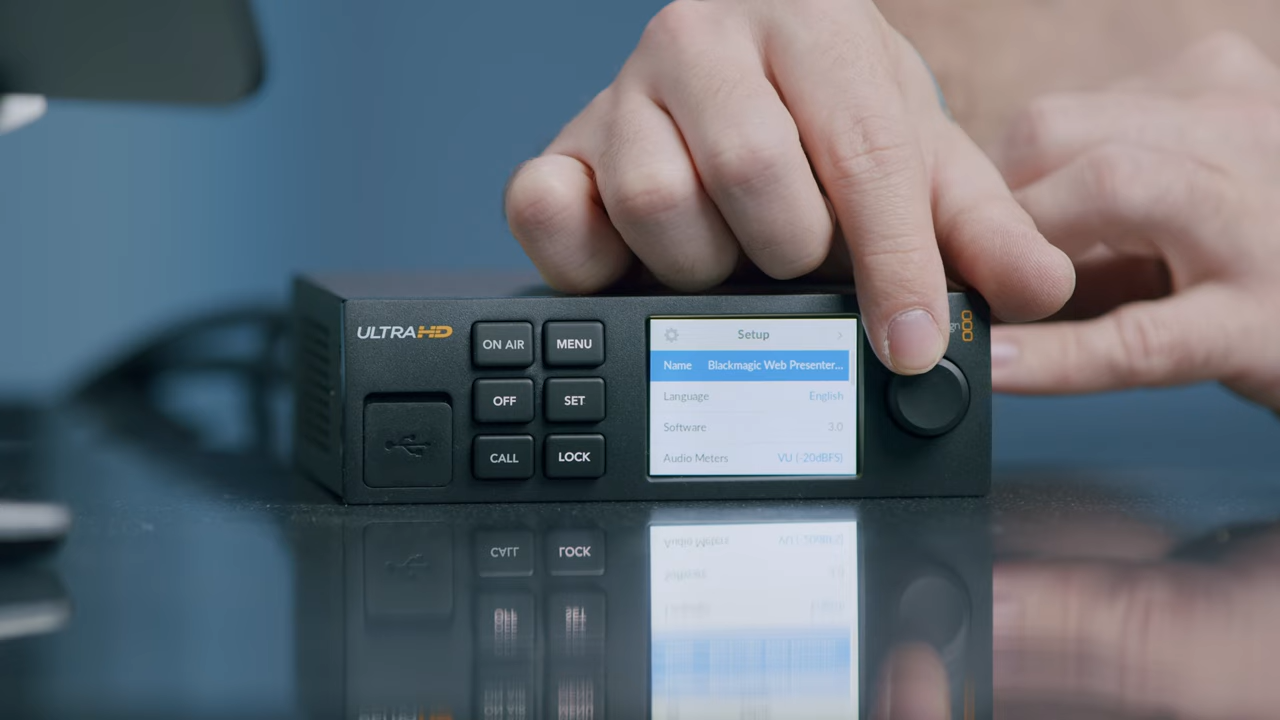 ULTRAHD
ON AIR
MENU
OFF
SET
CALL
LOCK
Setup
Name Blackmagic Web Presenter...
Language English
Software 3.0
Audio Meters VU (-20dBFS)
gn